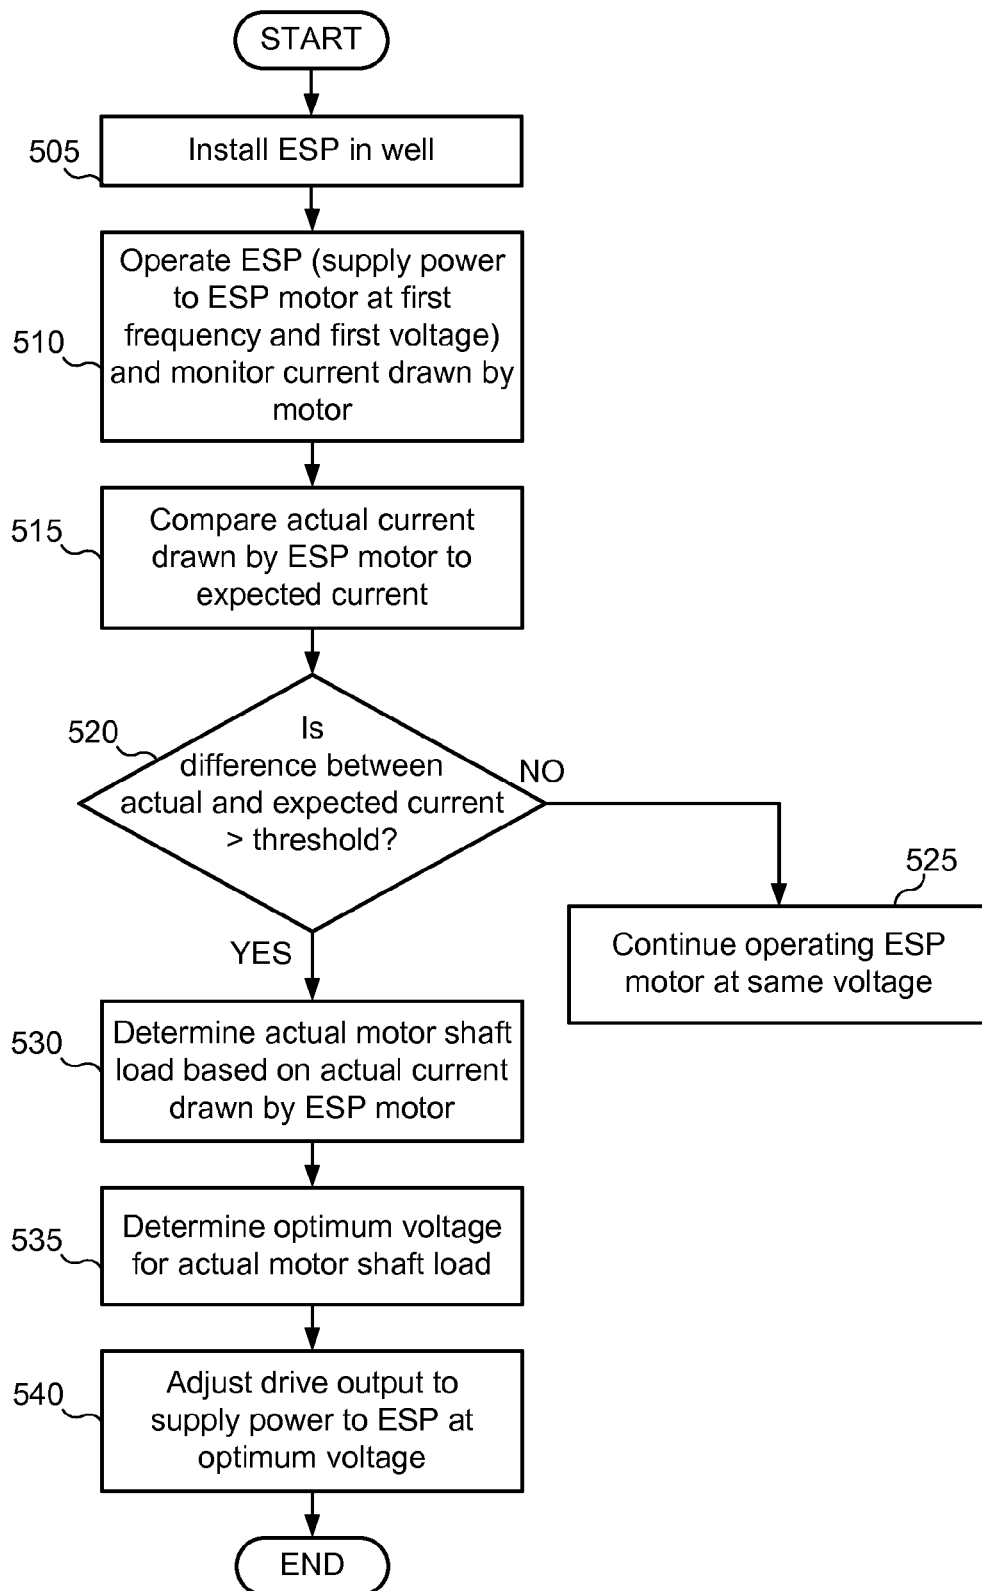 START
505
Install ESP in well
510
Operate ESP (supply power
to ESP motor at first
frequency and first voltage)
and monitor current drawn by
motor
515
Compare actual current
drawn by ESP motor to
expected current
520
Is
difference between
actual and expected current
> threshold?
NO
525
Continue operating ESP
motor at same voltage
YES
530
Determine actual motor shaft
load based on actual current
drawn by ESP motor
535
Determine optimum voltage
for actual motor shaft load
540
Adjust drive output to
supply power to ESP at
optimum voltage
END